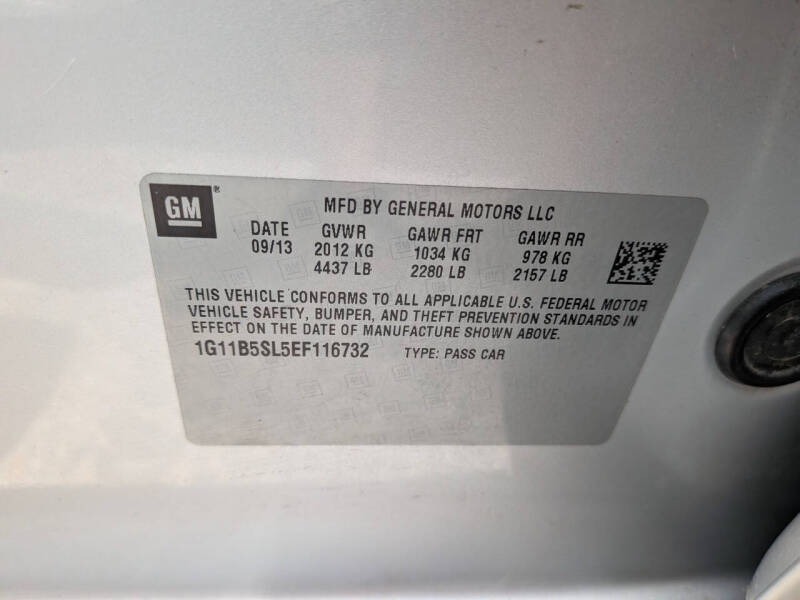 GM®
MFD BY GENERAL MOTORS LLC
DATE GVWR GAWR FRT GAWR RR
09/13 2012 KG 1034 KG 978 KG
4437 LB 2280 LB 2157 LB
THIS VEHICLE CONFORMS TO ALL APPLICABLE U.S. FEDERAL MOTOR
VEHICLE SAFETY, BUMPER, AND THEFT PREVENTION STANDARDS IN
EFFECT ON THE DATE OF MANUFACTURE SHOWN ABOVE.
1G11B5SL5EF116732 TYPE: PASS CAR